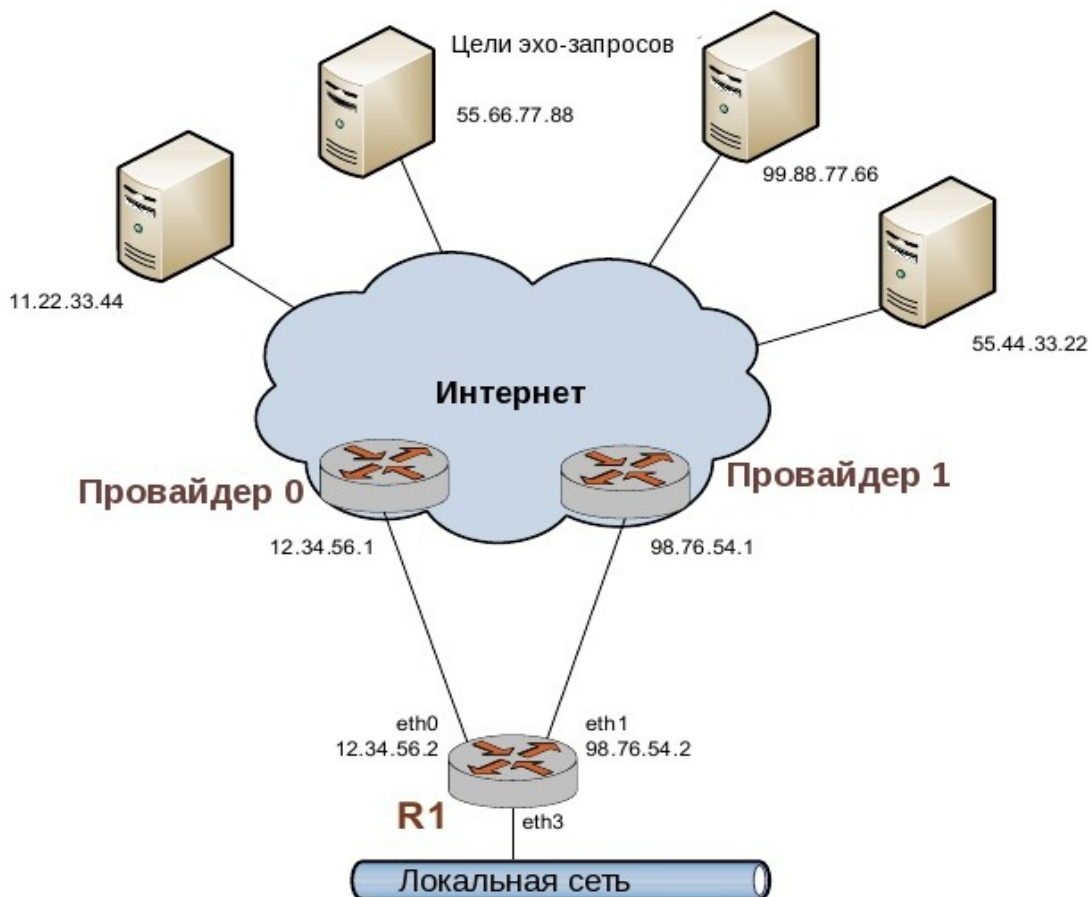 Цели эхо-запросов
55.66.77.88
99.88.77.66
11.22.33.44
55.44.33.22
Интернет
Провайдер 0
Провайдер 1
12.34.56.1
98.76.54.1
eth0
12.34.56.2
eth1
98.76.54.2
R1
eth3
Локальная сеть